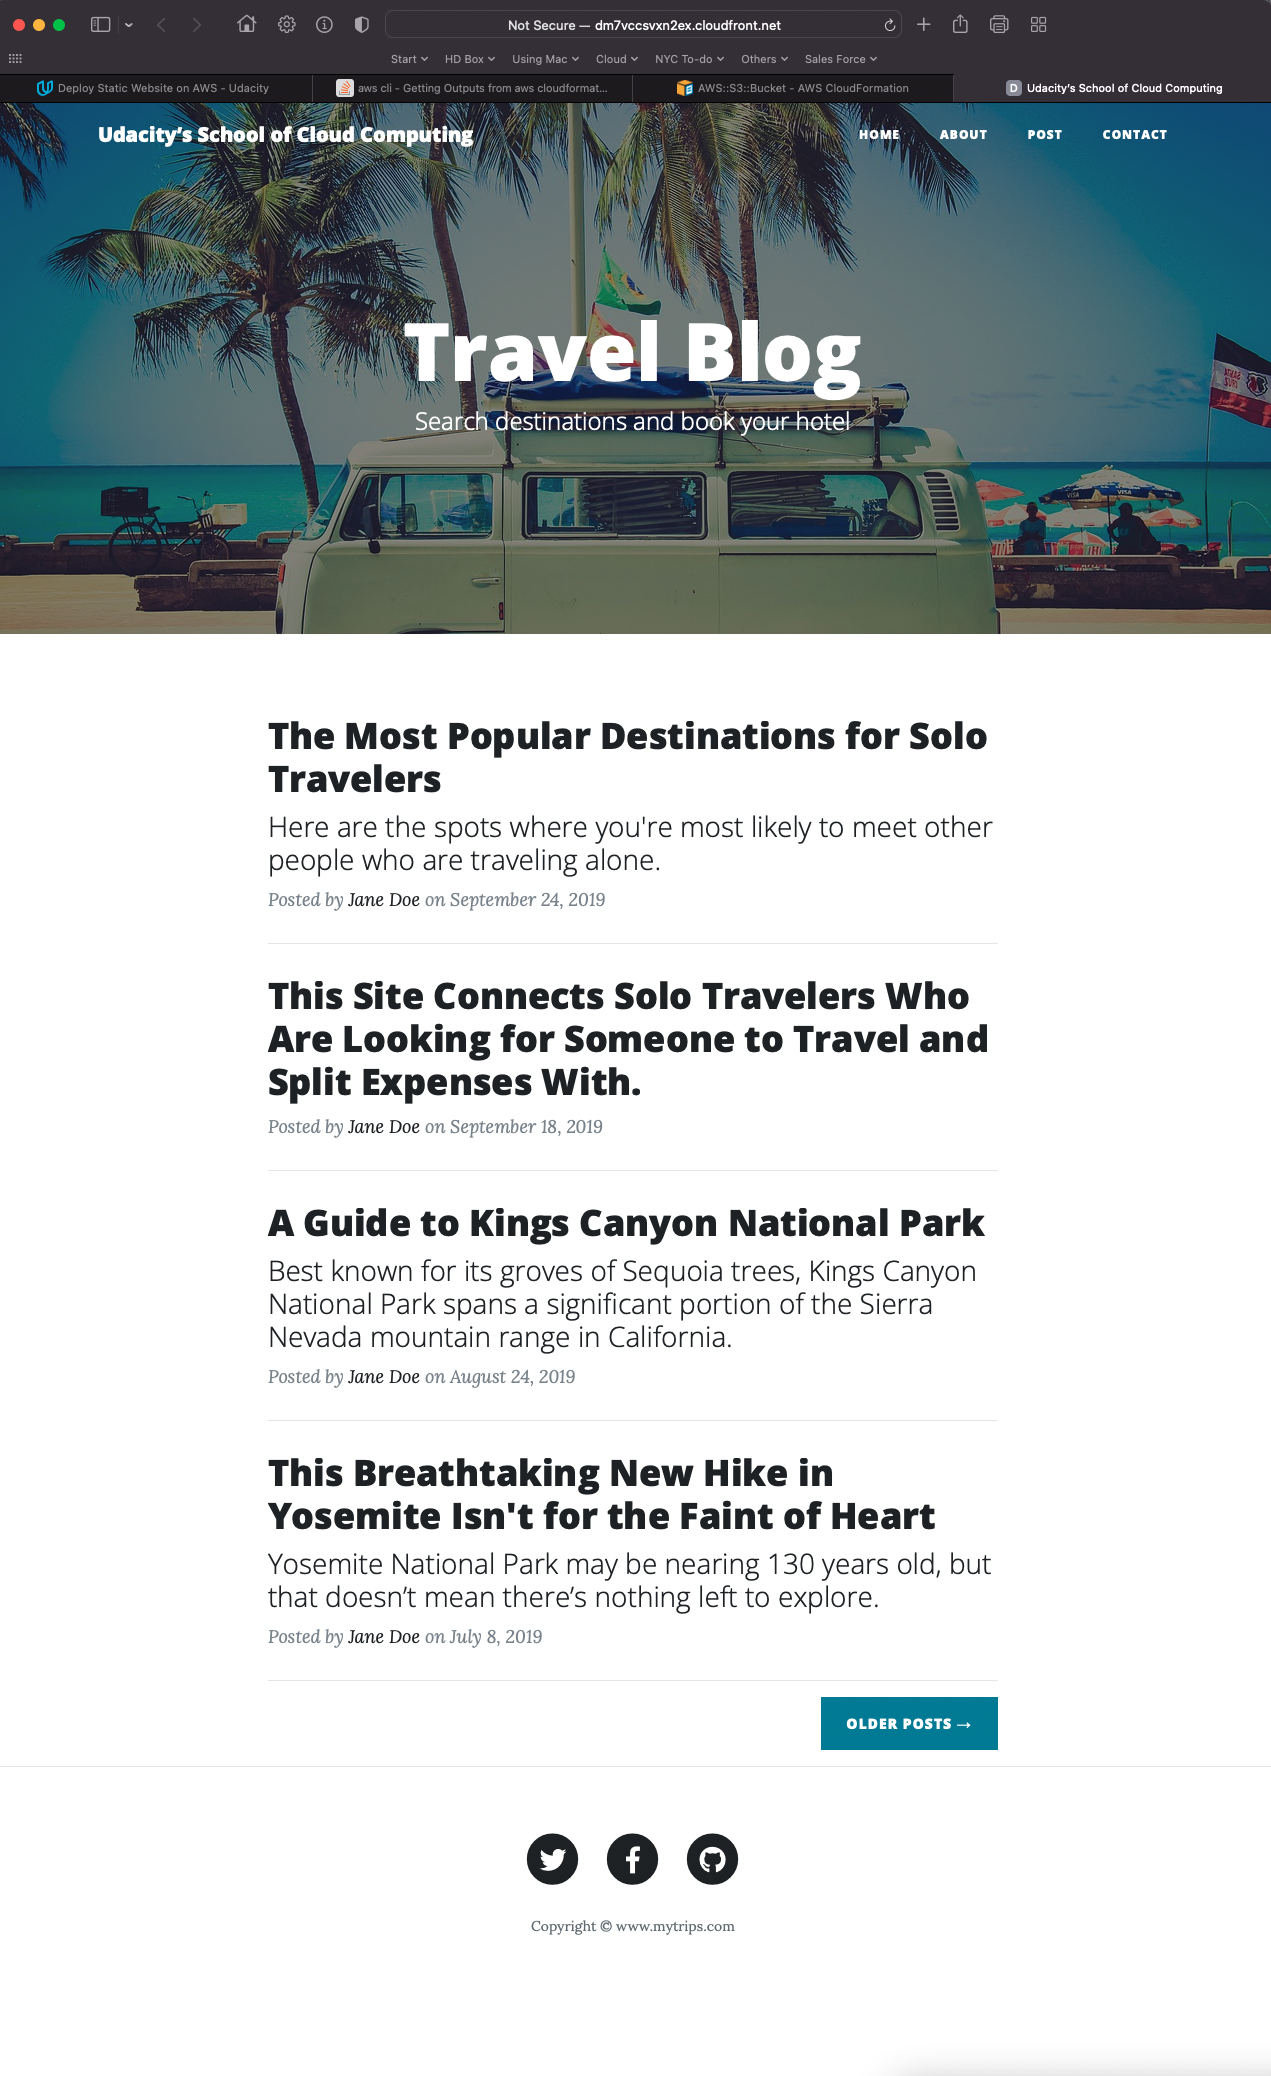 Not Secure — dm7vccsvxn2ex.cloudfront.net
Start HD Box Using Mac Cloud NYC To-do Others Sales Force
Deploy Static Website on AWS - Udacity
aws cli - Getting Outputs from aws cloudformat...
AWS::S3::Bucket - AWS CloudFormation
D Udacity's School of Cloud Computing
Udacity's School of Cloud Computing
HOME ABOUT POST CONTACT
Travel Blog
Search destinations and book your hotel
SANTA
CRUZ
VISA
VISA
The Most Popular Destinations for Solo
Travelers
Here are the spots where you're most likely to meet other
people who are traveling alone.
Posted by Jane Doe on September 24, 2019
This Site Connects Solo Travelers Who
Are Looking for Someone to Travel and
Split Expenses With.
Posted by Jane Doe on September 18, 2019
A Guide to Kings Canyon National Park
Best known for its groves of Sequoia trees, Kings Canyon
National Park spans a significant portion of the Sierra
Nevada mountain range in California.
Posted by Jane Doe on August 24, 2019
This Breathtaking New Hike in
Yosemite Isn't for the Faint of Heart
Yosemite National Park may be nearing 130 years old, but
that doesn’t mean there’s nothing left to explore.
Posted by Jane Doe on July 8, 2019
OLDER POSTS →
Copyright © www.mytrips.com